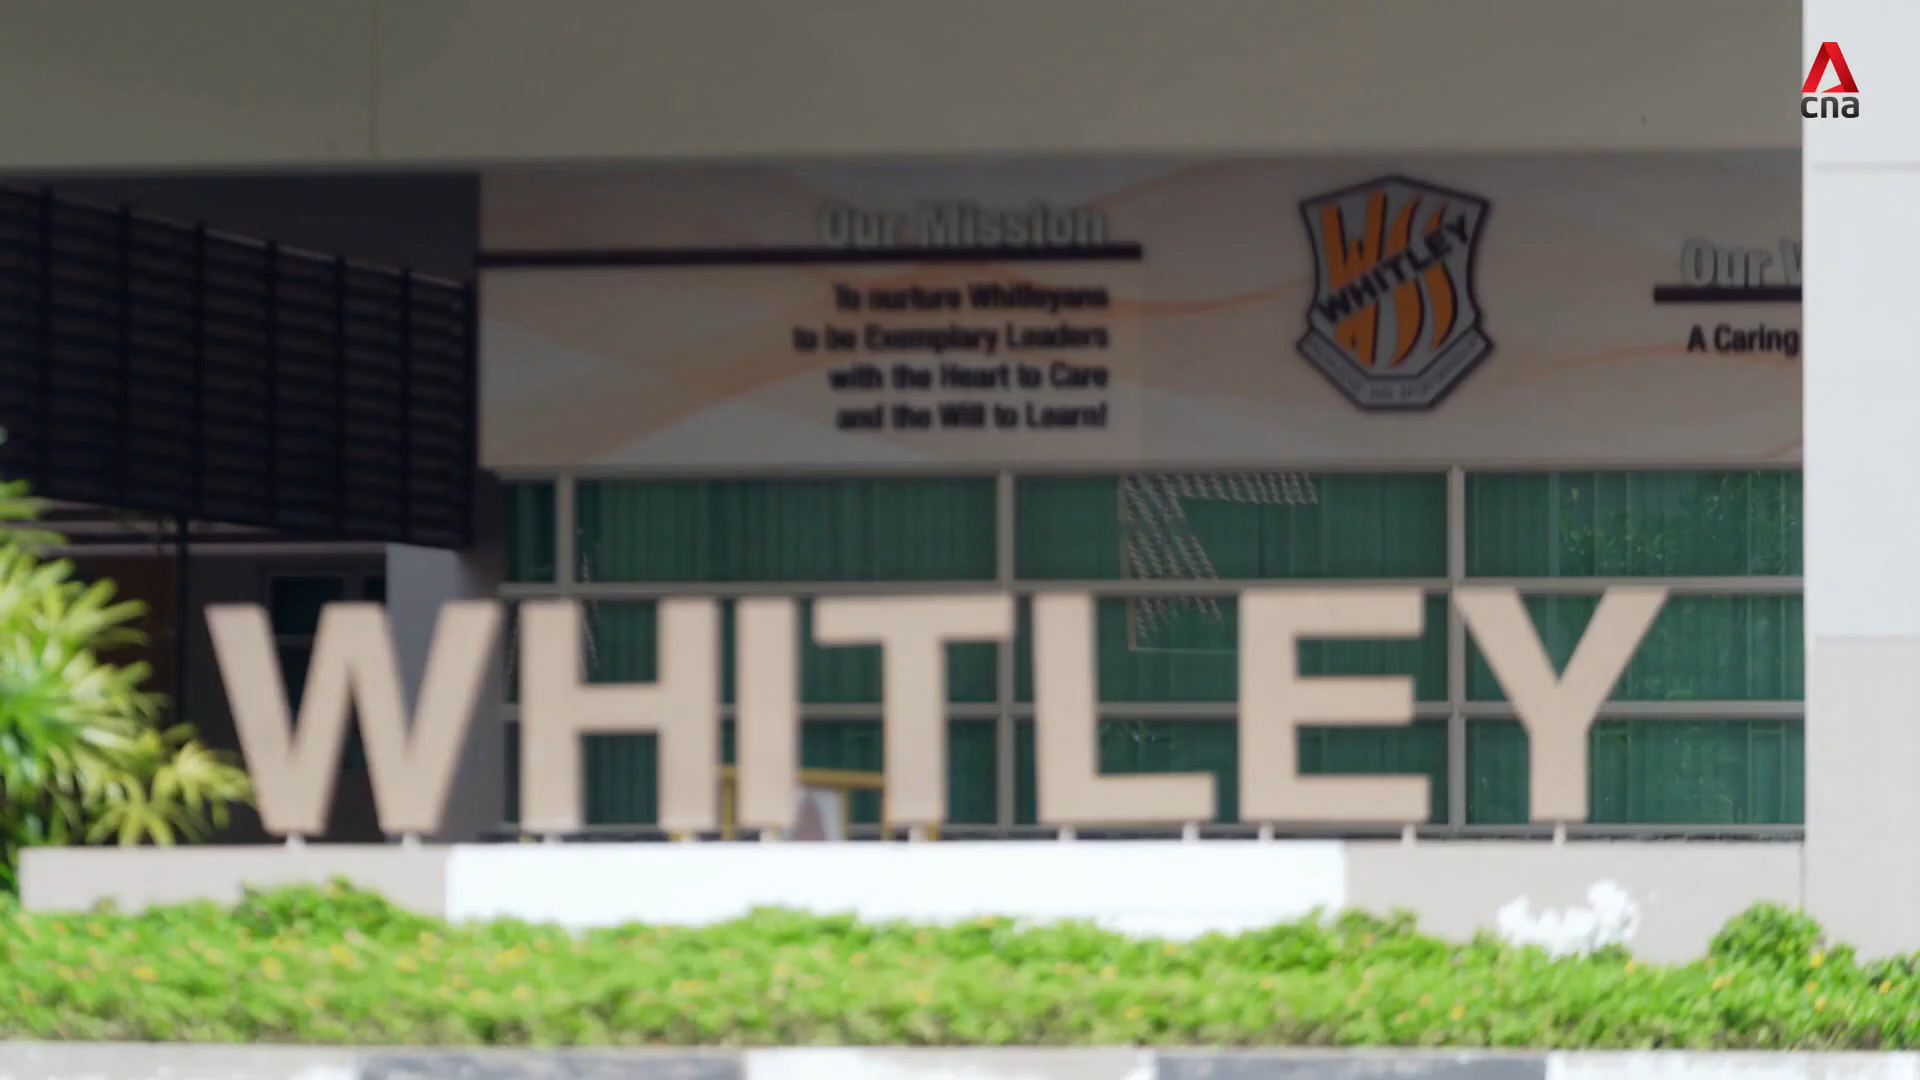 cna
Our Mission
To nurture Whitleyans
to be Exemplary Leaders
with the Heart to Care
and the Will to Learn!
WSS
WHITLEY
Our V
A Caring
WHITLEY